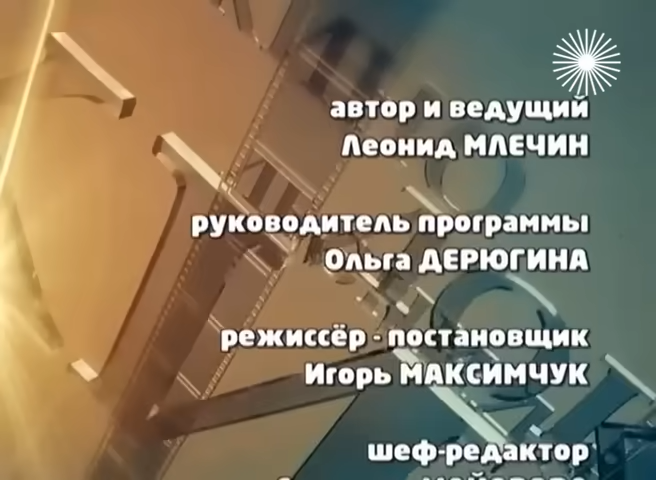 автор и ведущий
Леонид МЛЕЧИН
руководитель программы
Ольга ДЕРЮГИНА
режиссёр - постановщик
Игорь МАКСИМЧУК
шеф-редактор